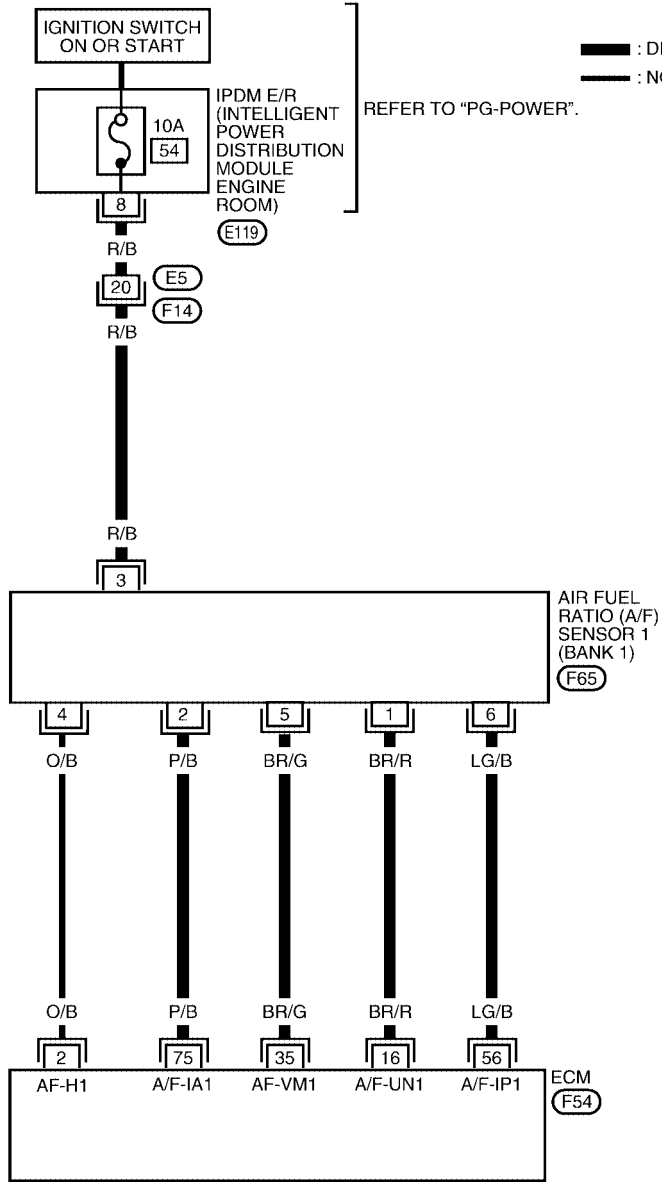 IGNITION SWITCH
ON OR START
: D
: N
IPDM E/R
(INTELLIGENT
POWER
DISTRIBUTION
MODULE
ENGINE
ROOM)
REFER TO “PG-POWER”.
10A
54
8
E119
R/B
20
E5
F14
R/B
R/B
3
AIR FUEL
RATIO (A/F)
SENSOR 1
(BANK 1)
F65
4 2 5 1 6
O/B P/B BR/G BR/R LG/B
O/B P/B BR/G BR/R LG/B
2 75 35 16 56
AF-H1 A/F-IA1 AF-VM1 A/F-UN1 A/F-IP1
ECM
F54